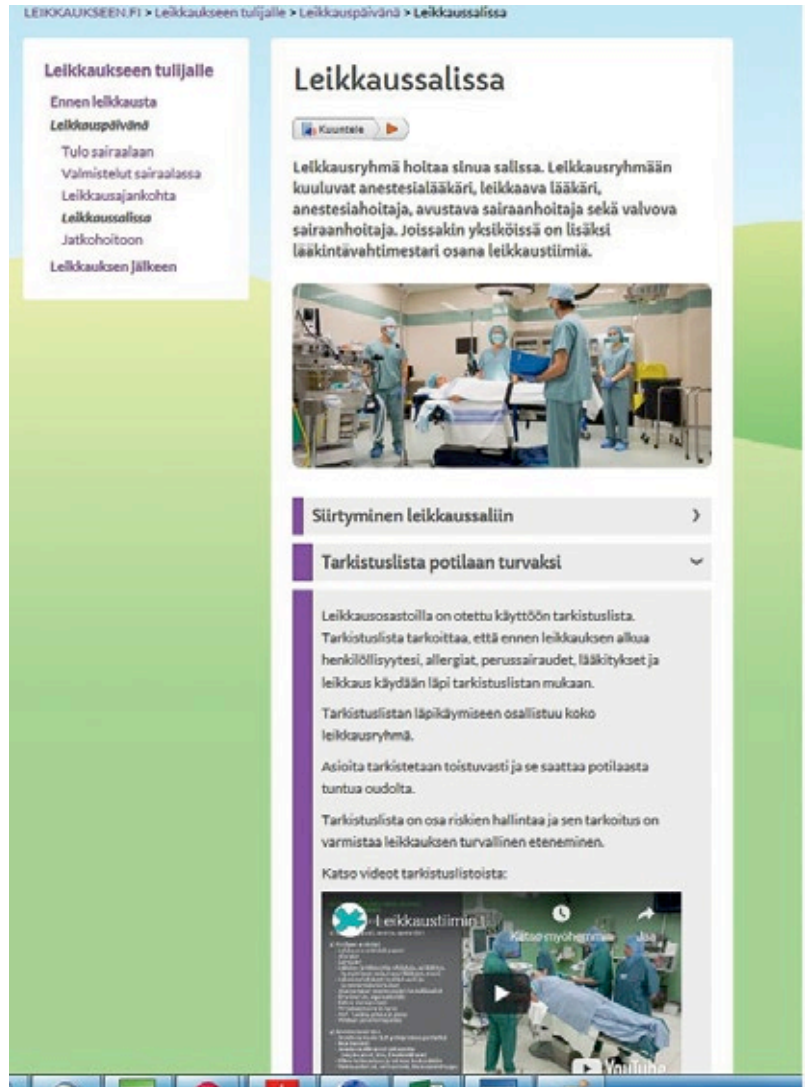 LEIKKAUKSEEN.FI > Leikkaukseen tulijalle > Leikkauspäivänä > Leikkaussalissa
Leikkaukseen tulijalle
Ennen leikkausta
Leikkauspäivänä
Tulo sairaalaan
Valmistelut sairaalassa
Leikkausajankohta
Leikkaussalissa
Jatkohoitoon
Leikkauksen jälkeen
Leikkaussalissa
Kuuntele
Leikkausryhmä hoitaa sinua salissa. Leikkausryhmään
kuuluvat anestesialääkäri, leikkaava lääkäri,
anestesiahoitaja, avustava sairaanhoitaja sekä valvova
sairaanhoitaja. Joissakin yksiköissä on lisäksi
lääkintävahtimestari osana leikkaustiimiä.
Siirtyminen leikkaussaliin
Tarkistuslista potilaan turvaksi
Leikkausosastoilla on otettu käyttöön tarkistuslista.
Tarkistuslista tarkoittaa, että ennen leikkauksen alkua
henkilöllisyytesi, allergiat, perussairaudet, lääkitykset ja
leikkaus käydään läpi tarkistuslistan mukaan.
Tarkistuslistan läpikäymiseen osallistuu koko
leikkausryhmä.
Asioita tarkistetaan toistuvasti ja se saattaa potilaasta
tuntua oudolta.
Tarkistuslista on osa riskien hallintaa ja sen tarkoitus on
varmistaa leikkauksen turvallinen eteneminen.
Katso videot tarkistuslistoista:
Leikkaustiimin
Katso myöhemmin
Jaa
YouTube